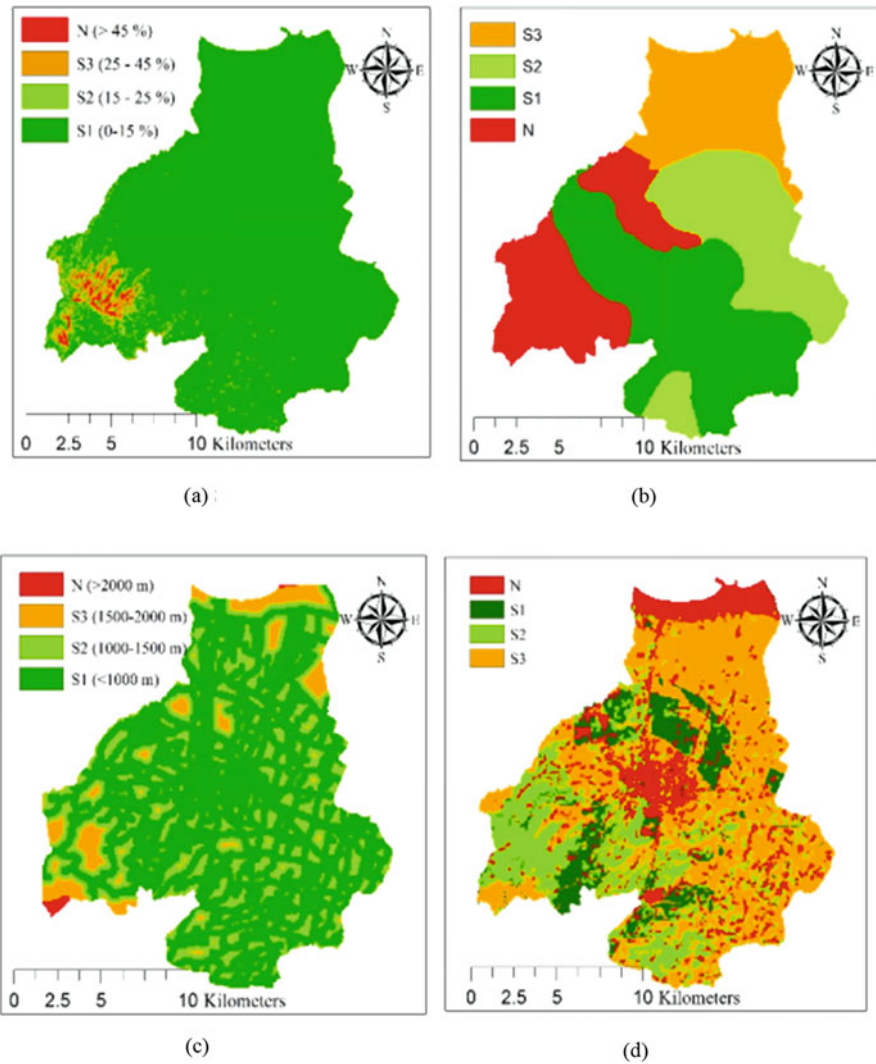 N (> 45 %)
S3 (25 - 45 %)
S2 (15 - 25 %)
S1 (0-15 %)
N
W E
S
0 2.5 5 10 Kilometers
(a)
S3
S2
S1
N
N
W E
S
0 2.5 5 10 Kilometers
(b)
N (>2000 m)
S3 (1500-2000 m)
S2 (1000-1500 m)
S1 (<1000 m)
N
W E
S
0 2.5 5 10 Kilometers
(c)
N
S1
S2
S3
N
W E
S
0 2.5 5 10 Kilometers
(d)